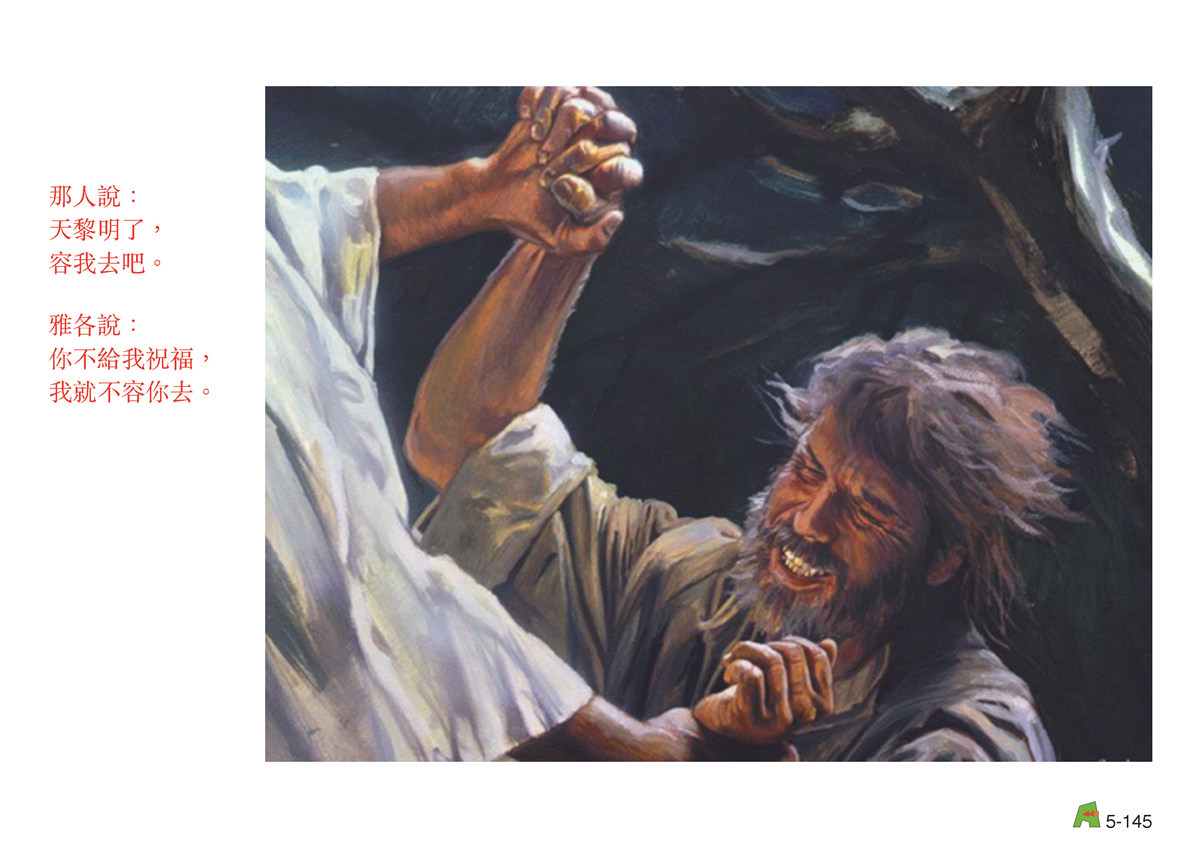 那人說：
天黎明了，
容我去吧。
雅各說：
你不給我祝福，
我就不容你去。
5-145